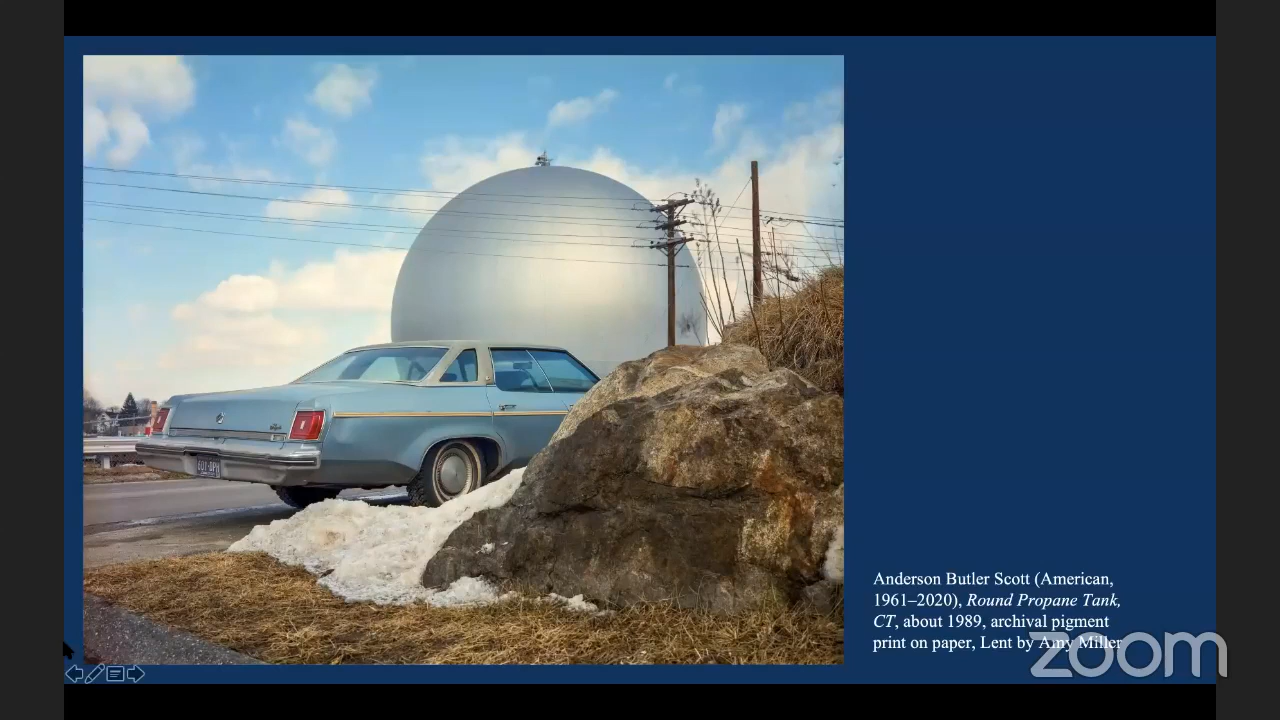 Anderson Butler Scott (American,
1961–2020), Round Propane Tank,
CT, about 1989, archival pigment
print on paper, Lent by Amy Miller
zoom